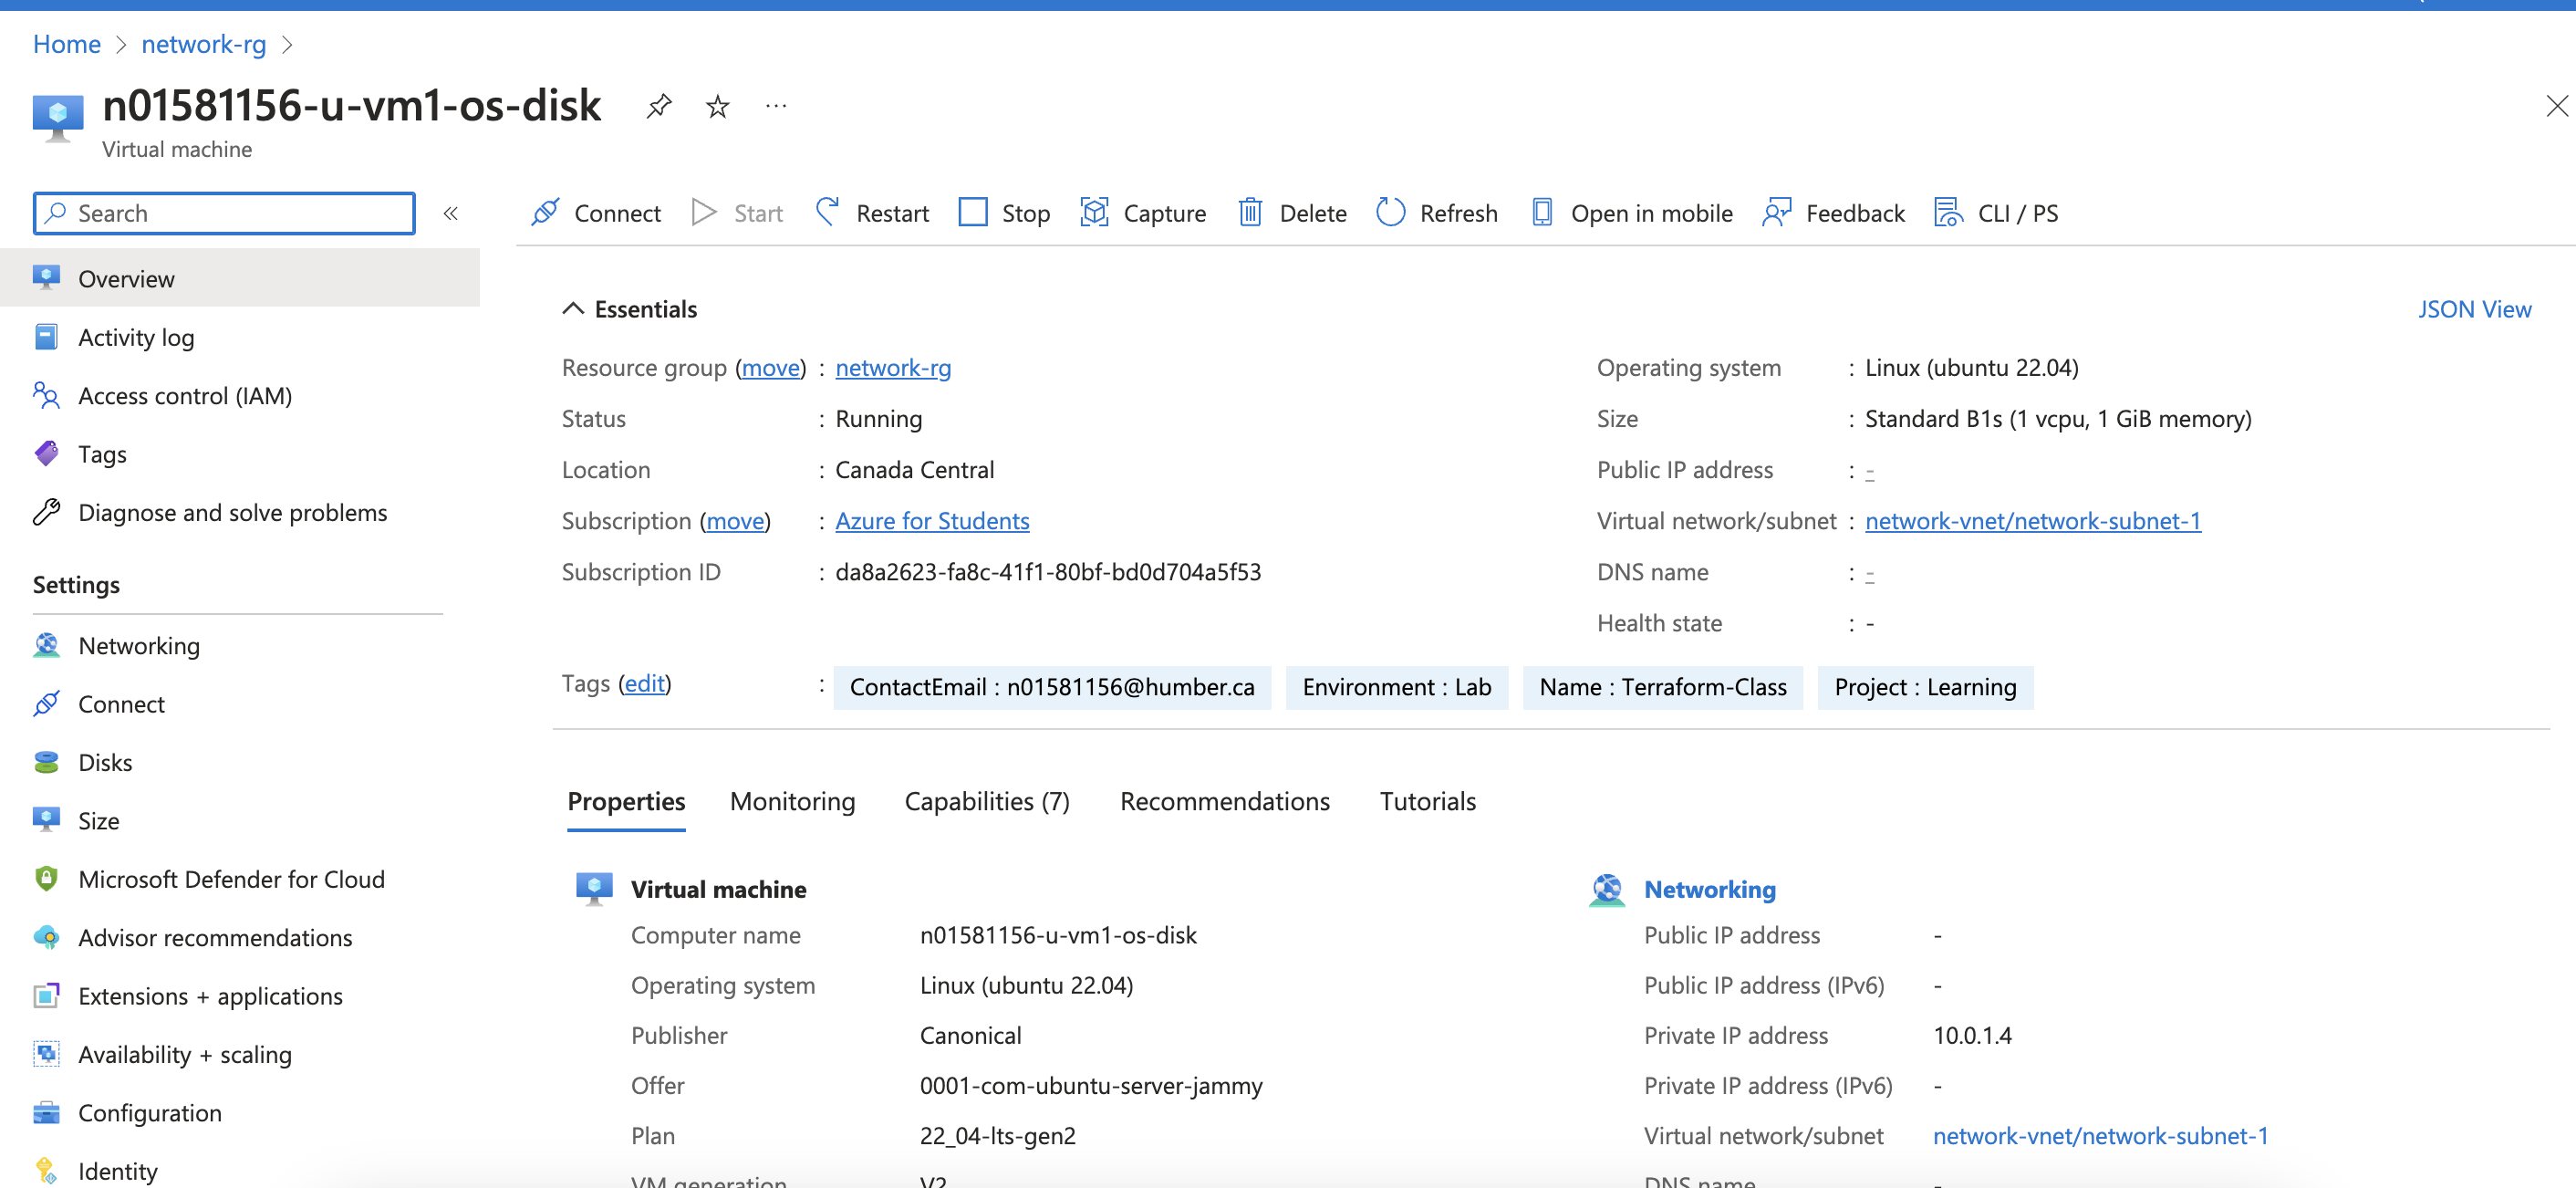 Home > network-rg >
n01581156-u-vm1-os-disk
Virtual machine
Search
Connect Start Restart Stop Capture Delete Refresh Open in mobile Feedback CLI / PS
Overview
Activity log
Access control (IAM)
Tags
Diagnose and solve problems
Settings
Networking
Connect
Disks
Size
Microsoft Defender for Cloud
Advisor recommendations
Extensions + applications
Availability + scaling
Configuration
Identity
Essentials
JSON View
Resource group (move) : network-rg
Status : Running
Location : Canada Central
Subscription (move) : Azure for Students
Subscription ID : da8a2623-fa8c-41f1-80bf-bd0d704a5f53
Operating system : Linux (ubuntu 22.04)
Size : Standard B1s (1 vcpu, 1 GiB memory)
Public IP address : -
Virtual network/subnet : network-vnet/network-subnet-1
DNS name : -
Health state : -
Tags (edit) : ContactEmail : n01581156@humber.ca Environment : Lab Name : Terraform-Class Project : Learning
Properties Monitoring Capabilities (7) Recommendations Tutorials
Virtual machine
Computer name n01581156-u-vm1-os-disk
Operating system Linux (ubuntu 22.04)
Publisher Canonical
Offer 0001-com-ubuntu-server-jammy
Plan 22_04-lts-gen2
VM generation V2
Networking
Public IP address -
Public IP address (IPv6) -
Private IP address 10.0.1.4
Private IP address (IPv6) -
Virtual network/subnet network-vnet/network-subnet-1
DNS name -